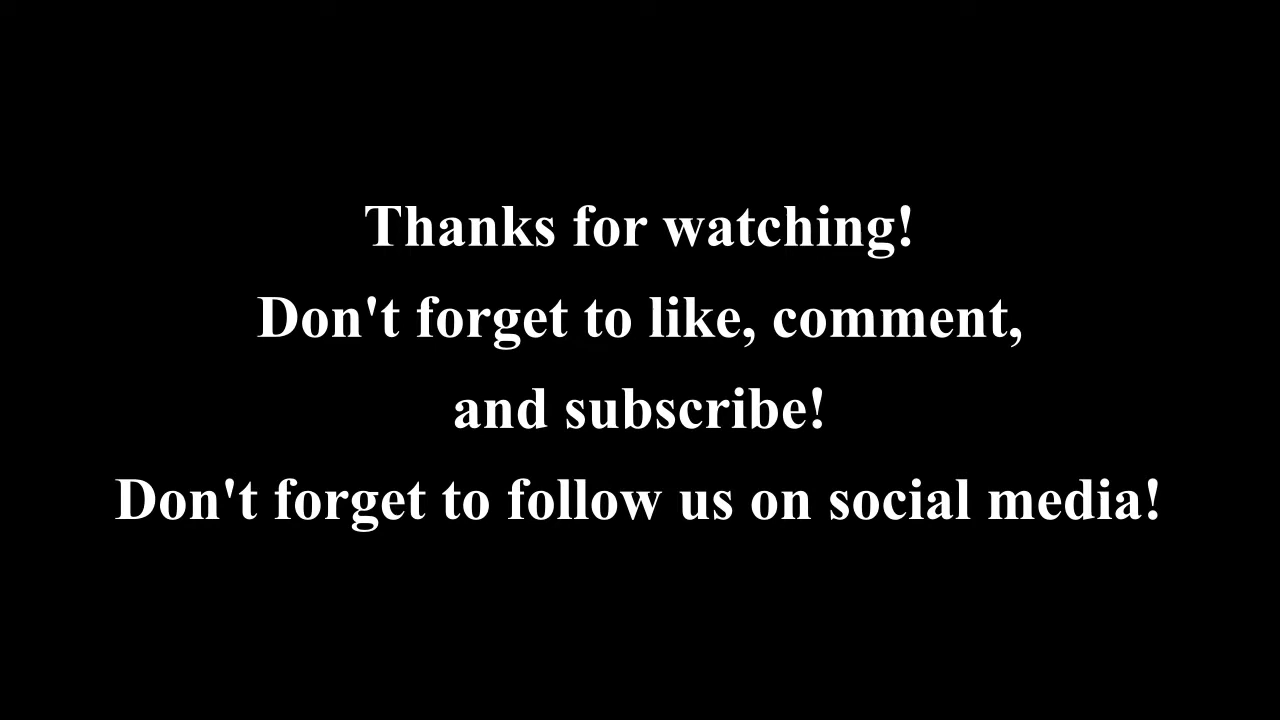 Thanks for watching!
Don't forget to like, comment,
and subscribe!
Don't forget to follow us on social media!